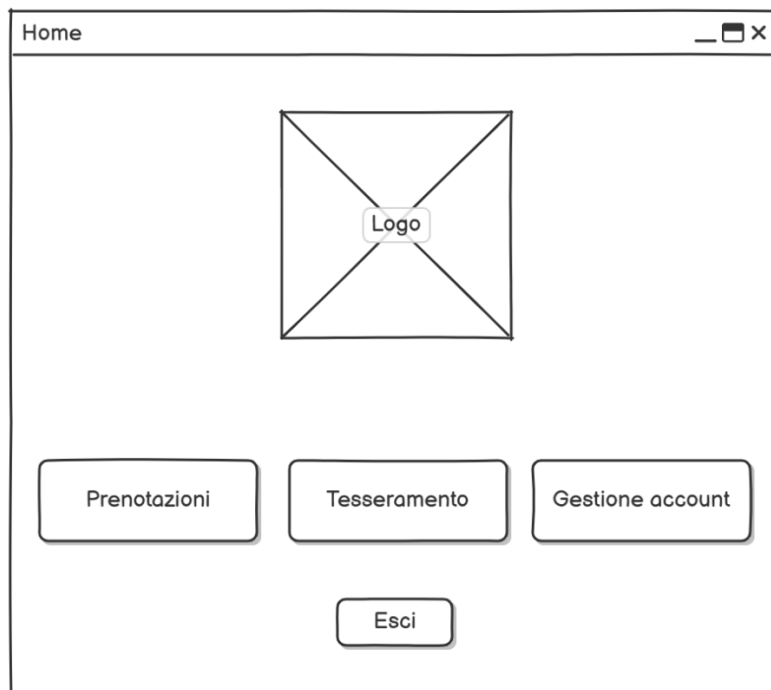 Home
Logo
Prenotazioni
Tesseramento
Gestione account
Esci